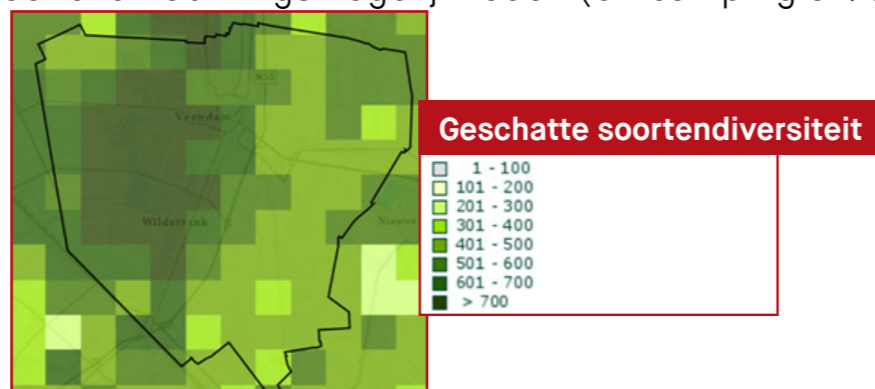 N33
Veendam
Wildervank
Nieuwe
Geschatte soortendiversiteit
1 - 100
101 - 200
201 - 300
301 - 400
401 - 500
501 - 600
601 - 700
> 700